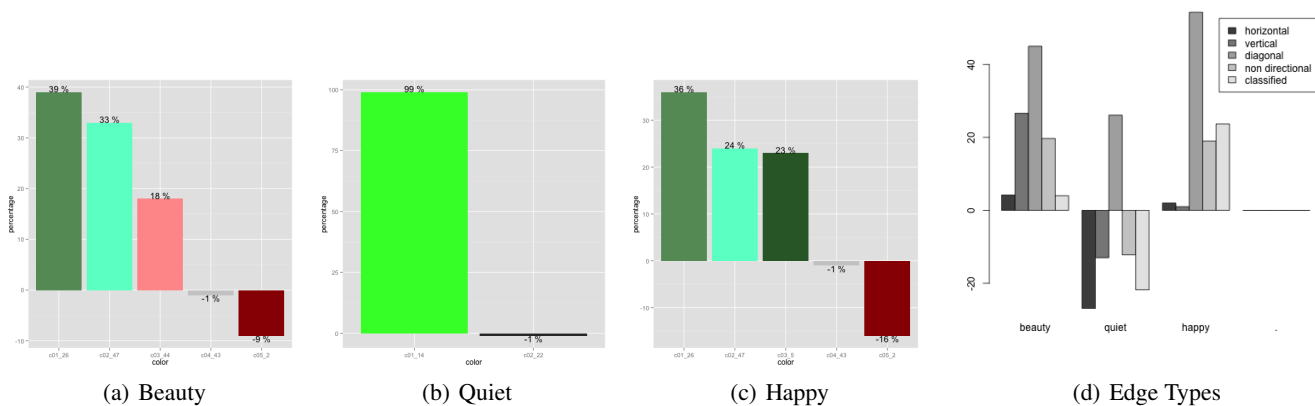 40
30
20
10
0
-10
percentage
39 %
33 %
18 %
-1 %
-9 %
c01_26
c02_47
c03_44
c04_43
c05_2
color
(a) Beauty
100
75
50
25
0
percentage
99 %
-1 %
c01_14
c02_22
color
(b) Quiet
30
20
10
0
-10
percentage
36 %
24 %
23 %
-1 %
-16 %
c01_26
c02_47
c04_43
c05_2
color
(c) Happy
40
20
0
-20
horizontal
vertical
diagonal
non directional
classified
beauty
quiet
happy
.
(d) Edge Types